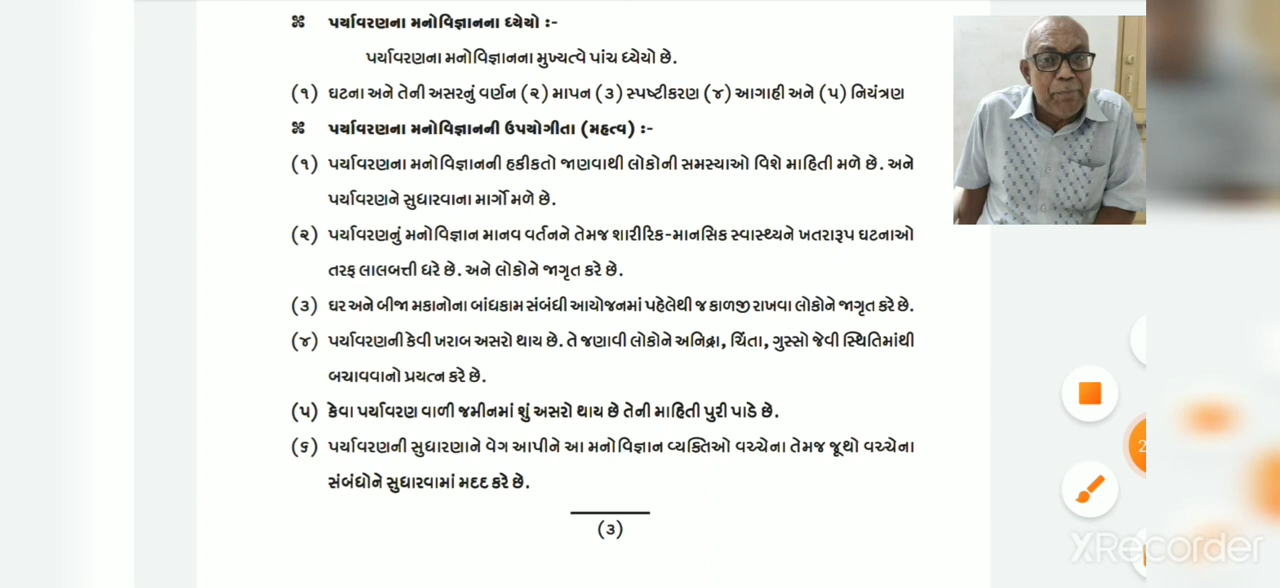 ⌘ પર્યાવરણના મનોવિજ્ઞાનના ધ્યેયો :-
પર્યાવરણના મનોવિજ્ઞાનના મુખ્યત્વે પાંચ ધ્યેયો છે.
(૧) ઘટના અને તેની અસરનું વર્ણન (૨) માપન (૩) સ્પષ્ટીકરણ (૪) આગાહી અને (૫) નિયંત્રણ
⌘ પર્યાવરણના મનોવિજ્ઞાનની ઉપયોગીતા (મહત્વ) :-
(૧) પર્યાવરણના મનોવિજ્ઞાનની હકીકતો જાણવાથી લોકોની સમસ્યાઓ વિશે માહિતી મળે છે. અને
પર્યાવરણને સુધારવાના માર્ગો મળે છે.
(૨) પર્યાવરણનું મનોવિજ્ઞાન માનવ વર્તનને તેમજ શારીરિક-માનસિક સ્વાસ્થ્યને ખતરારૂપ ઘટનાઓ
તરફ લાલબત્તી ધરે છે. અને લોકોને જાગૃત કરે છે.
(૩) ઘર અને બીજા મકાનોના બાંધકામ સંબંધી આયોજનમાં પહેલેથી જ કાળજી રાખવા લોકોને જાગૃત કરે છે.
(૪) પર્યાવરણની કેવી ખરાબ અસરો થાય છે. તે જણાવી લોકોને અનિદ્રા, ચિંતા, ગુસ્સો જેવી સ્થિતિમાંથી
બચાવવાનો પ્રયત્ન કરે છે.
(૫) કેવા પર્યાવરણ વાળી જમીનમાં શું અસરો થાય છે તેની માહિતી પુરી પાડે છે.
(૬) પર્યાવરણની સુધારણાને વેગ આપીને આ મનોવિજ્ઞાન વ્યક્તિઓ વચ્ચેના તેમજ જૂથો વચ્ચેના
સંબંધોને સુધારવામાં મદદ કરે છે.
(૩)
2
XRecorder